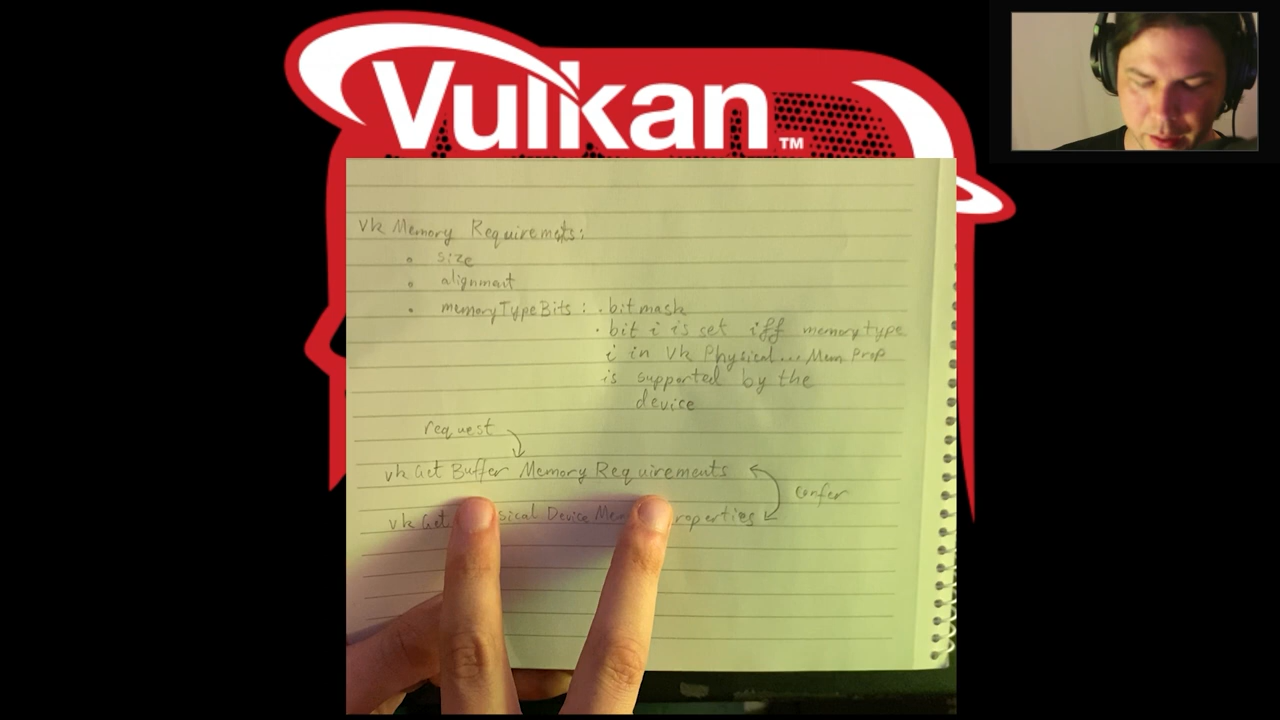 Vulkan™
Vk Memory Requiremets:
• size
• alignment
• memoryTypeBits : • bitmask
• bit i is set iff memory type
i in Vk Physical... Mem Prop
is supported by the
device
request
vk Get Buffer Memory Requirements
confer
vk Get sical Device Me roperties